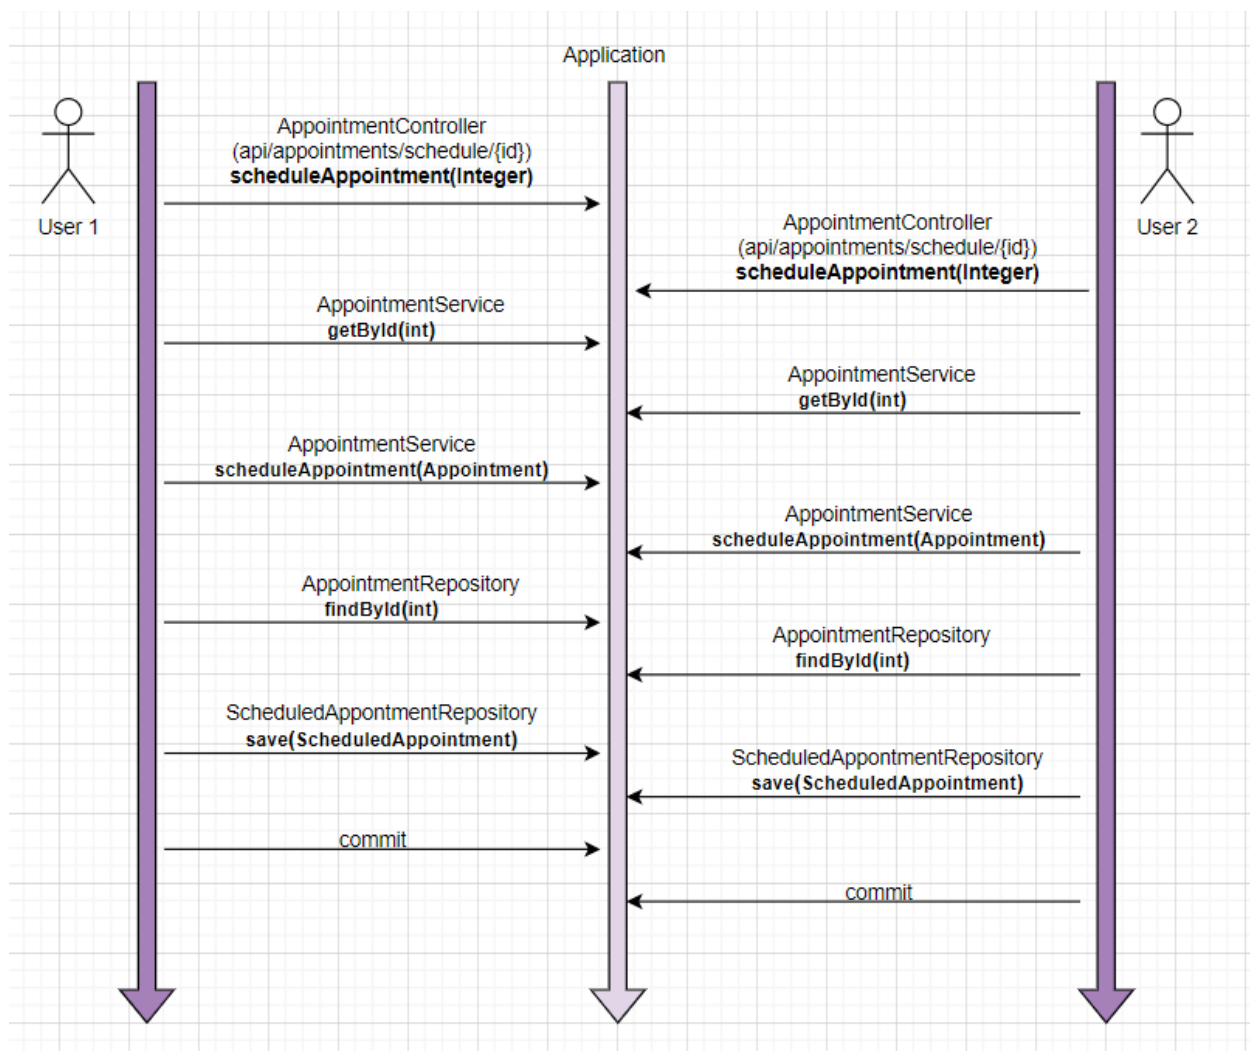 Application
AppointmentController
(api/appointments/schedule/{id})
scheduleAppointment(Integer)
User 1
AppointmentController
(api/appointments/schedule/{id})
scheduleAppointment(Integer)
User 2
AppointmentService
getById(int)
AppointmentService
getById(int)
AppointmentService
scheduleAppointment(Appointment)
AppointmentService
scheduleAppointment(Appointment)
AppointmentRepository
findById(int)
AppointmentRepository
findById(int)
ScheduledAppontmentRepository
save(ScheduledAppointment)
ScheduledAppontmentRepository
save(ScheduledAppointment)
commit
commit